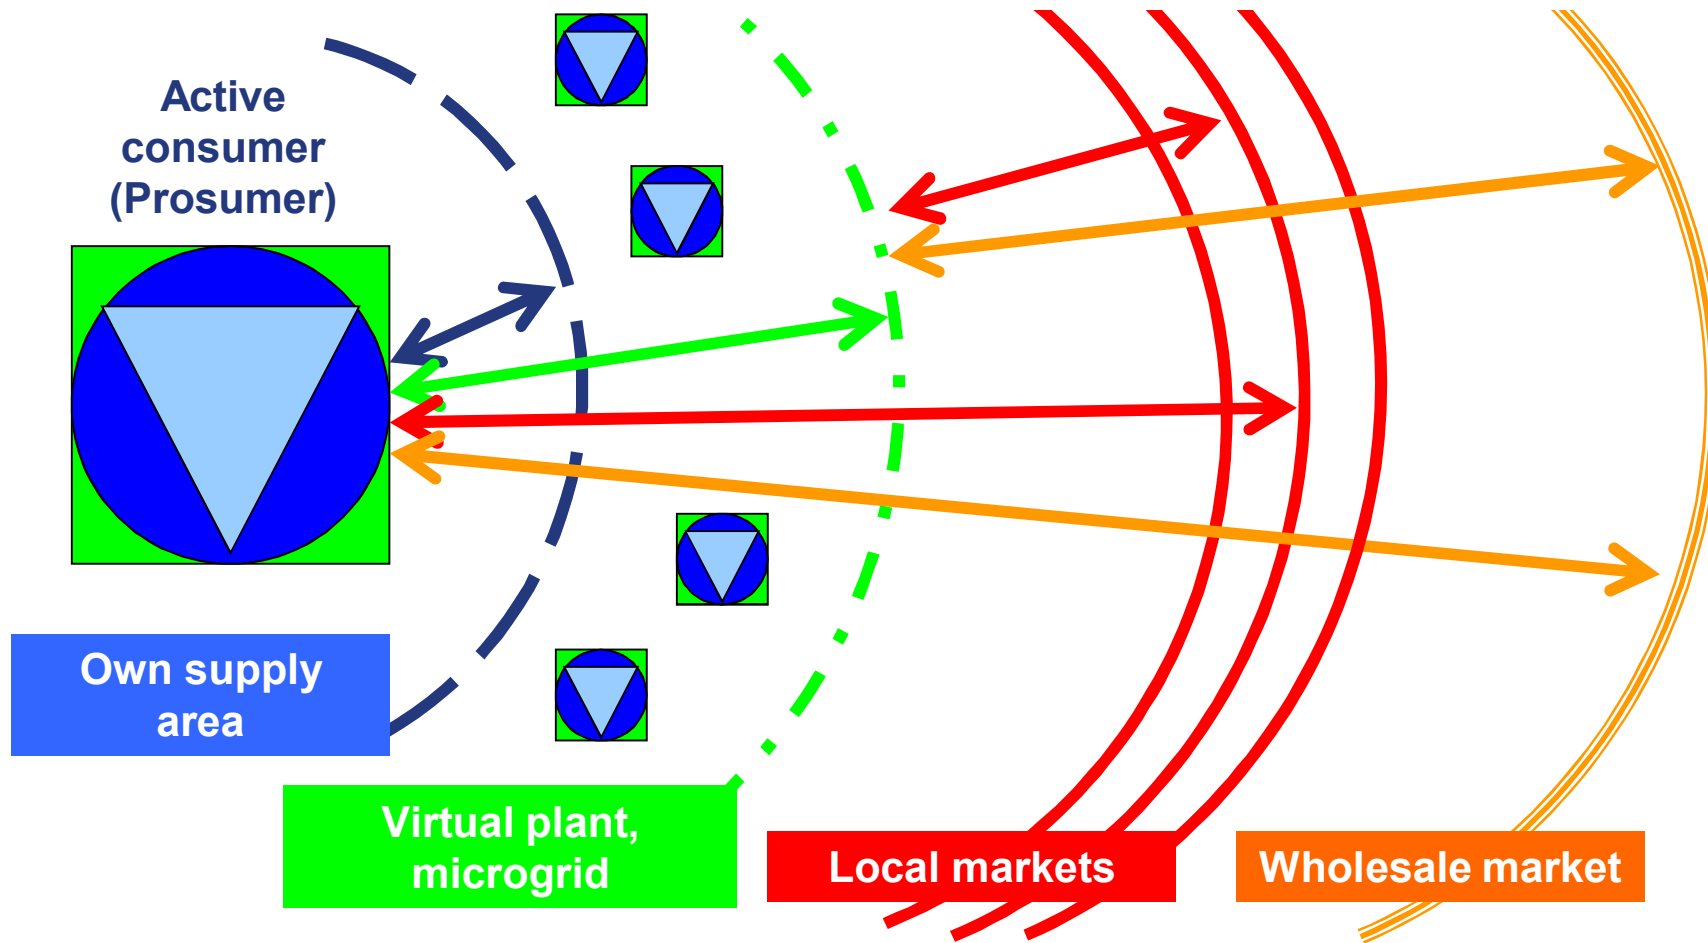 Active
consumer
(Prosumer)
Own supply
area
Virtual plant,
microgrid
Local markets
Wholesale market